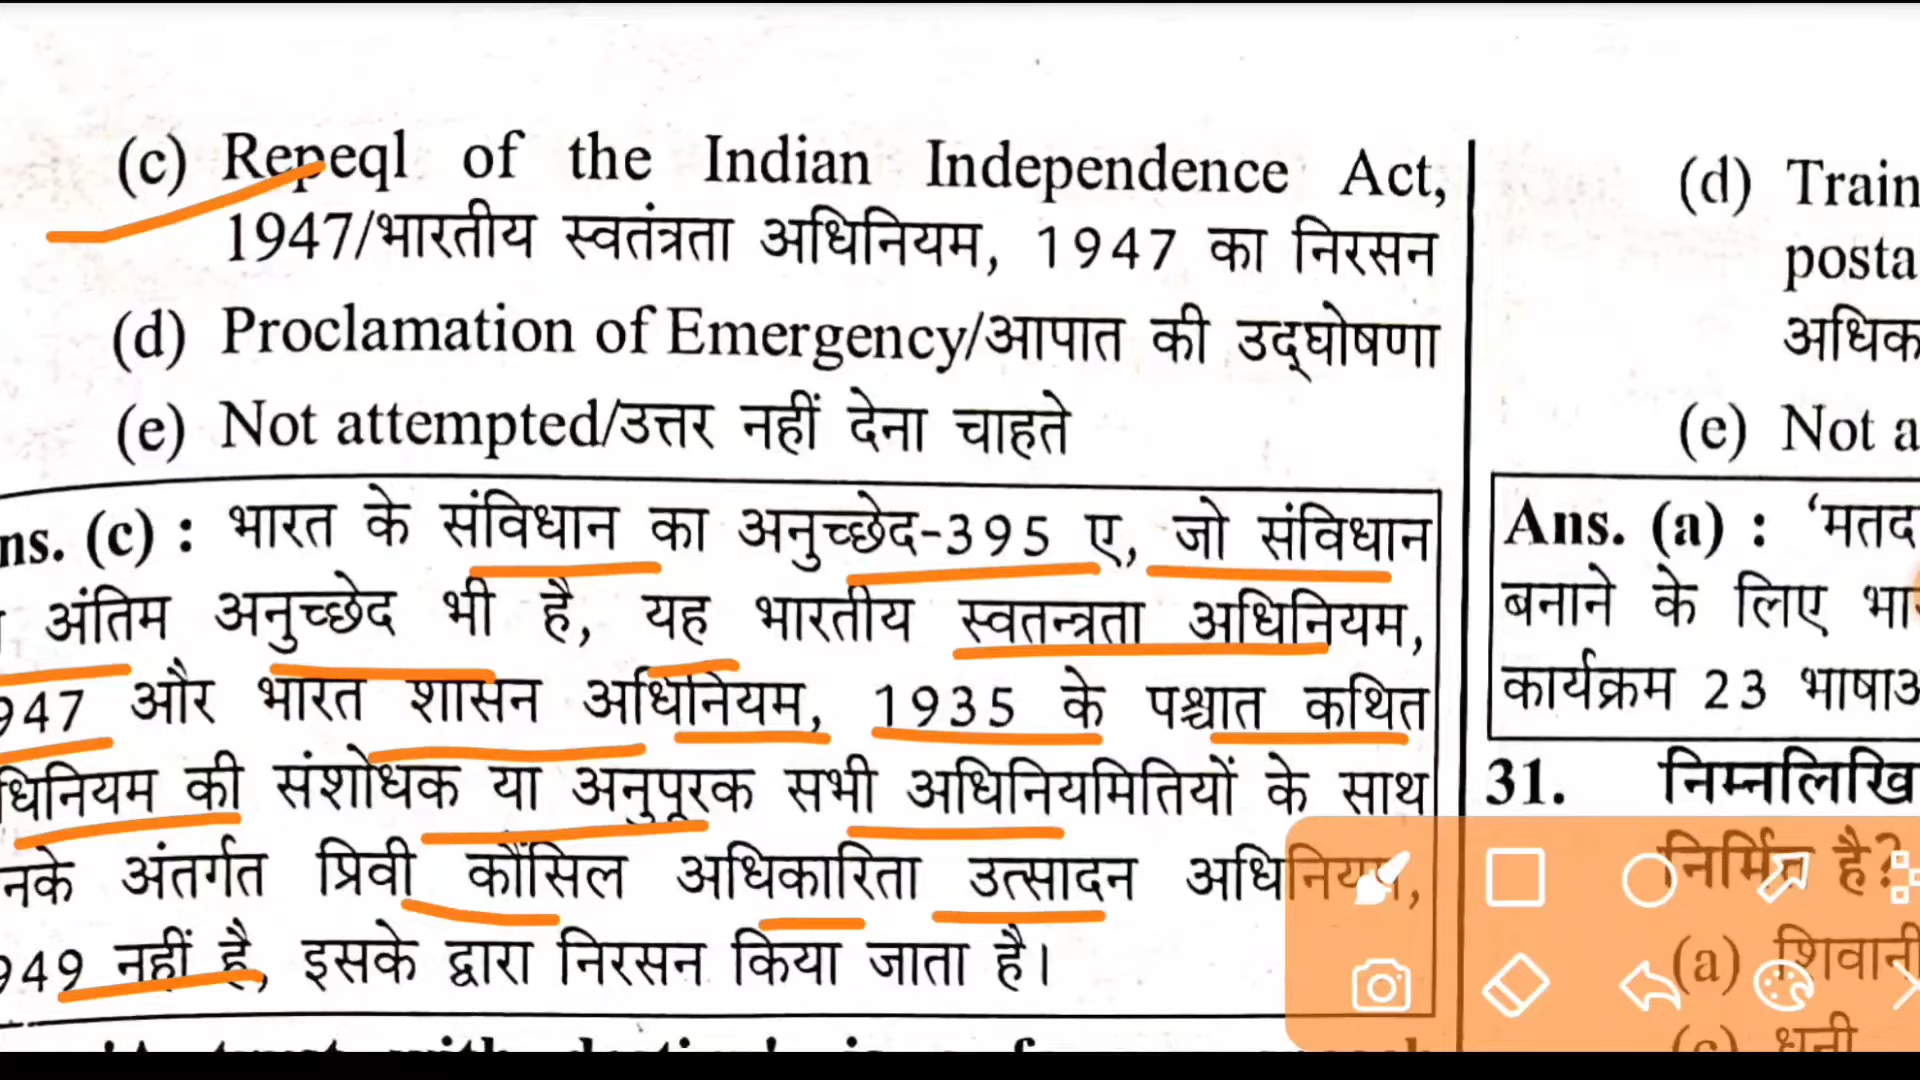 (c) Repeql of the Indian Independence Act,
1947/भारतीय स्वतंत्रता अधिनियम, 1947 का निरसन
(d) Proclamation of Emergency/आपात की उद्घोषणा
(e) Not attempted/उत्तर नहीं देना चाहते
ns. (c) : भारत के संविधान का अनुच्छेद-395 ए, जो संविधान
अंतिम अनुच्छेद भी है, यह भारतीय स्वतन्त्रता अधिनियम,
947 और भारत शासन अधिनियम, 1935 के पश्चात कथित
धिनियम की संशोधक या अनुपूरक सभी अधिनियमितियों के साथ
नके अंतर्गत प्रिवी कौंसिल अधिकारिता उत्सादन अधिनियम,
949 नहीं है, इसके द्वारा निरसन किया जाता है।
(d) Train
posta
अधिक
(e) Not a
Ans. (a) : ‘मतद
बनाने के लिए भा
कार्यक्रम 23 भाषाअ
31. निम्नलिखि
निर्मित है?
(a) शिवानी
(c) धनी